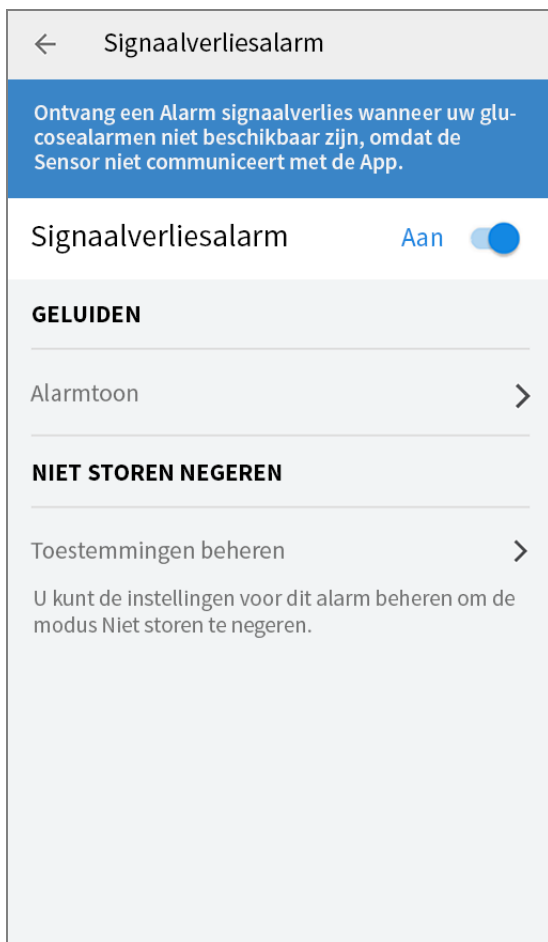 Signaalverliesalarm
Ontvang een Alarm signaalverlies wanneer uw glu-
cosealarmen niet beschikbaar zijn, omdat de
Sensor niet communiceert met de App.
Signaalverliesalarm Aan
GELUIDEN
Alarmtoon
NIET STOREN NEGEREN
Toestemmingen beheren
U kunt de instellingen voor dit alarm beheren om de
modus Niet storen te negeren.